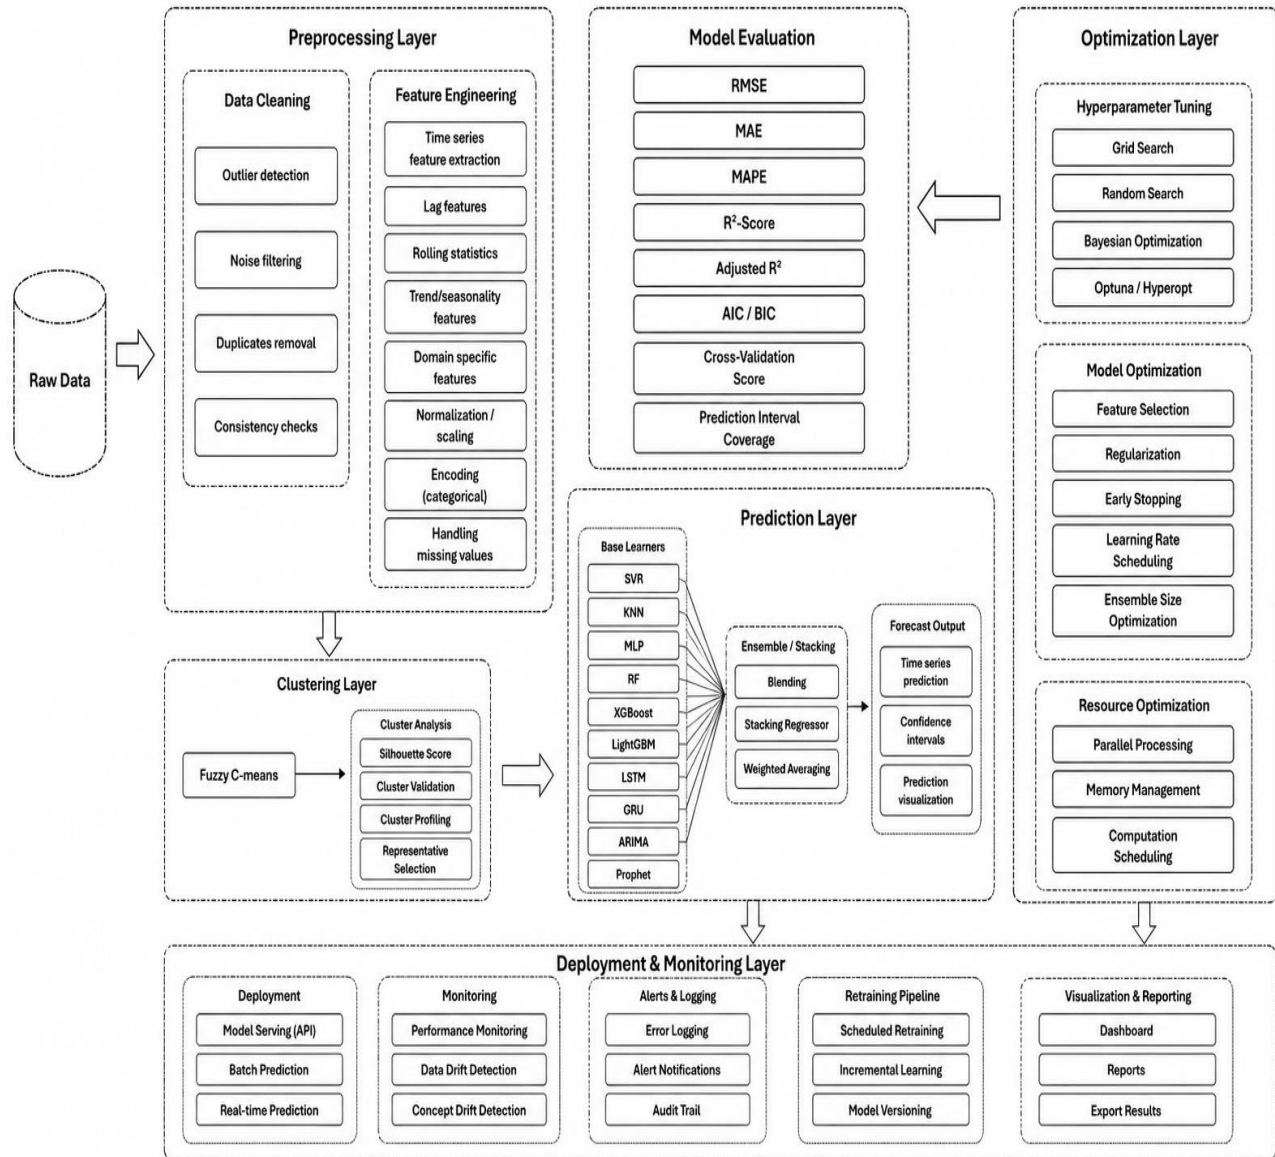 Raw Data
Preprocessing Layer
Data Cleaning
Outlier detection
Noise filtering
Duplicates removal
Consistency checks
Feature Engineering
Time series
feature extraction
Lag features
Rolling statistics
Trend/seasonality
features
Domain specific
features
Normalization /
scaling
Encoding
(categorical)
Handling
missing values
Model Evaluation
RMSE
MAE
MAPE
R²-Score
Adjusted R²
AIC / BIC
Cross-Validation
Score
Prediction Interval
Coverage
Optimization Layer
Hyperparameter Tuning
Grid Search
Random Search
Bayesian Optimization
Optuna / Hyperopt
Model Optimization
Feature Selection
Regularization
Early Stopping
Learning Rate
Scheduling
Ensemble Size
Optimization
Resource Optimization
Parallel Processing
Memory Management
Computation
Scheduling
Clustering Layer
Fuzzy C-means
Cluster Analysis
Silhouette Score
Cluster Validation
Cluster Profiling
Representative
Selection
Prediction Layer
Base Learners
SVR
KNN
MLP
RF
XGBoost
LightGBM
LSTM
GRU
ARIMA
Prophet
Ensemble / Stacking
Blending
Stacking Regressor
Weighted Averaging
Forecast Output
Time series
prediction
Confidence
intervals
Prediction
visualization
Deployment & Monitoring Layer
Deployment
Model Serving (API)
Batch Prediction
Real-time Prediction
Monitoring
Performance Monitoring
Data Drift Detection
Concept Drift Detection
Alerts & Logging
Error Logging
Alert Notifications
Audit Trail
Retraining Pipeline
Scheduled Retraining
Incremental Learning
Model Versioning
Visualization & Reporting
Dashboard
Reports
Export Results